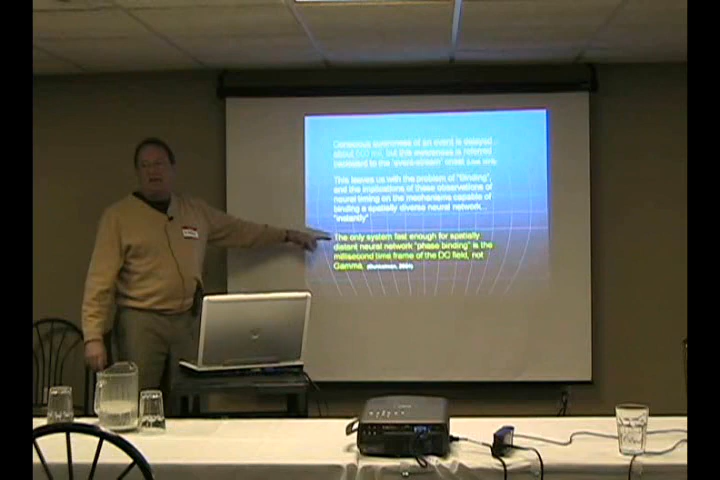 Conscious awareness of an event is delayed
about 500 ms, but this awareness is referred
backward to the
This leaves us with the problem of "Binding",
and the implications of these observations of
neural timing on the mechanisms capable of
binding a spatially diverse neural network...
"instantly"
The only system fast enough for spatially
distant neural network "phase binding" is the
millisecond time frame of the DC field, not
Gamma.